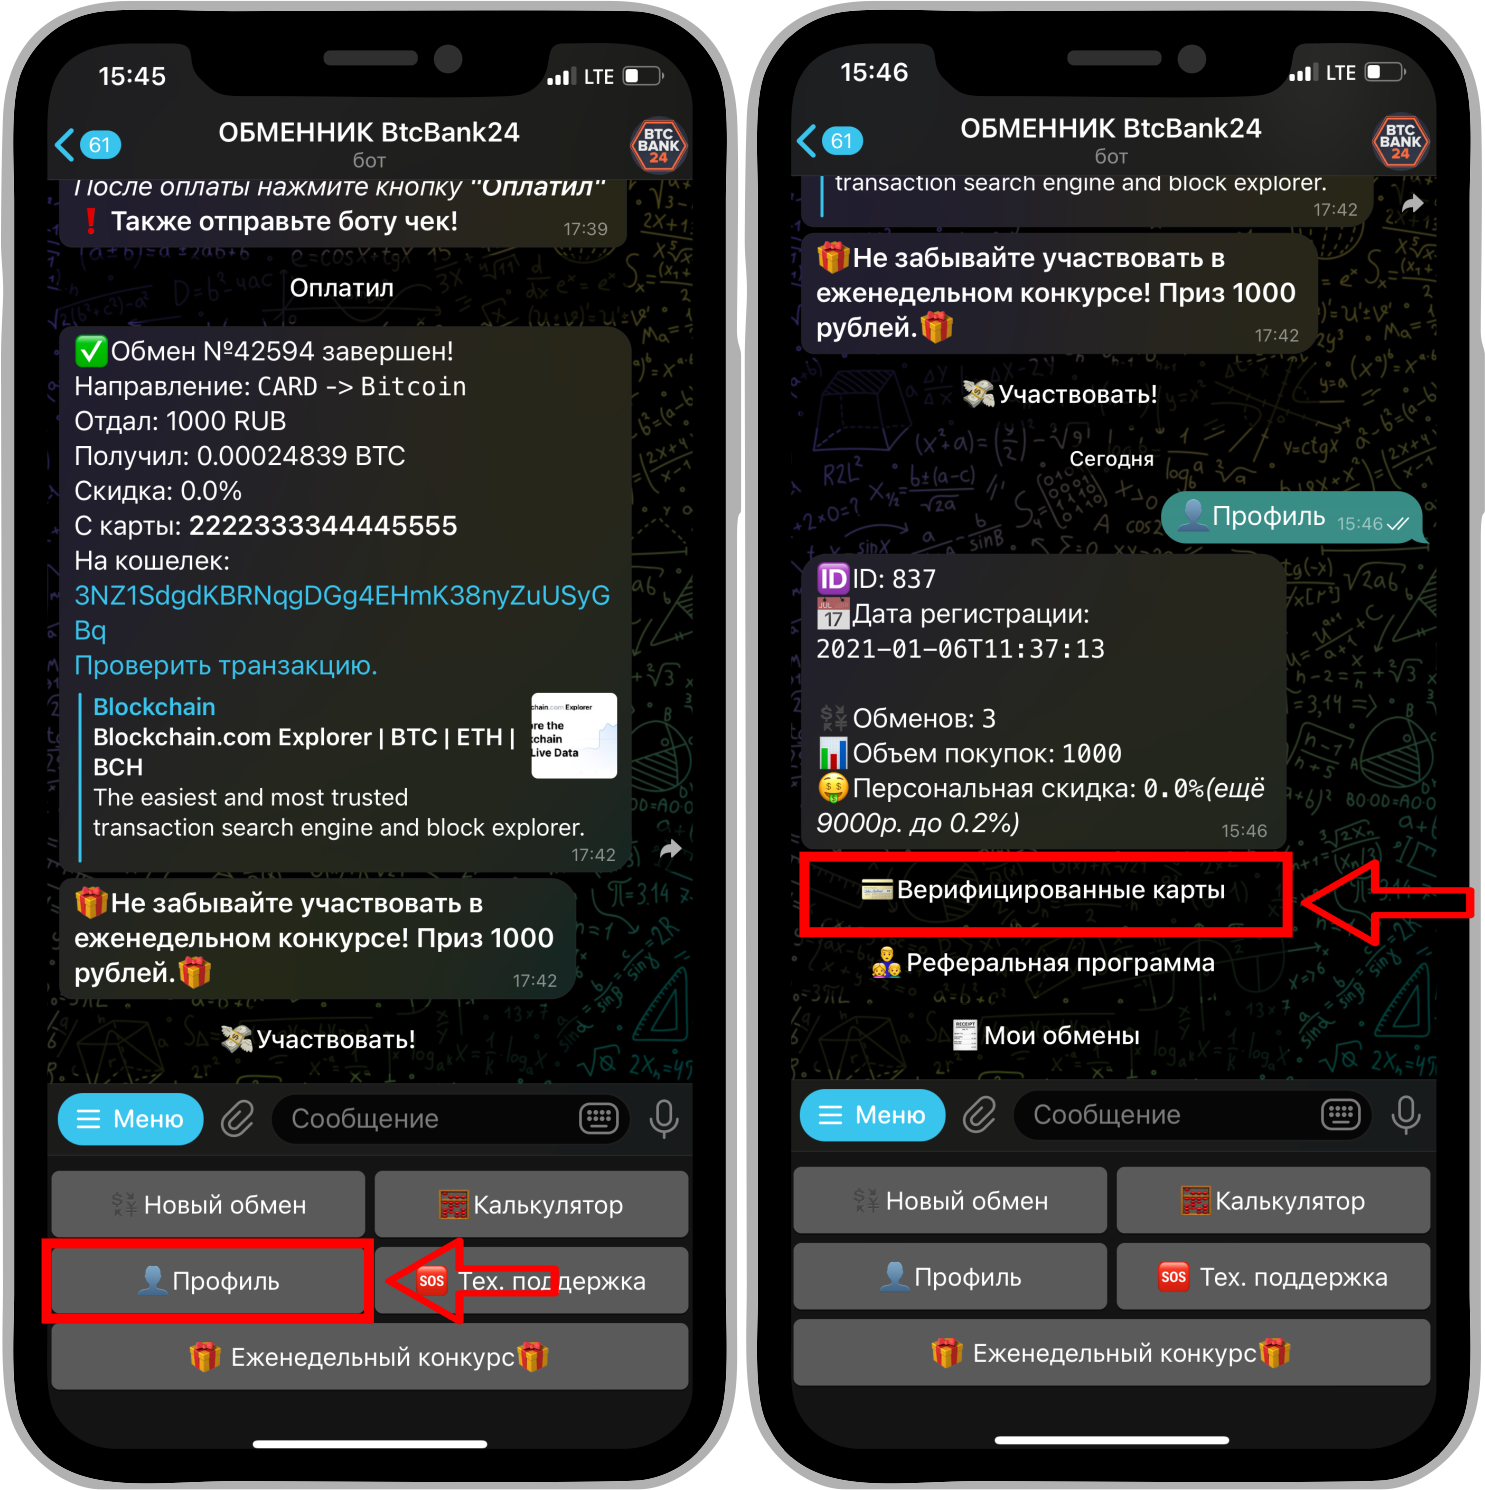 15:45
LTE
61
ОБМЕННИК BtcBank24
бот
BTC
BANK
24
После оплаты нажмите кнопку "Оплатил"
❗ Также отправьте боту чек!
17:39
Оплатил
✅Обмен №42594 завершен!
Направление: CARD -> Bitcoin
Отдал: 1000 RUB
Получил: 0.00024839 BTC
Скидка: 0.0%
С карты: 2222333344445555
На кошелек:
3NZ1SdgdKBRNqgDGg4EHmK38nyZuUSyG
Bq
Проверить транзакцию.
Blockchain
Blockchain.com Explorer | BTC | ETH |
BCH
The easiest and most trusted
transaction search engine and block explorer.
17:42
🎁Не забывайте участвовать в
еженедельном конкурсе! Приз 1000
рублей.🎁
17:42
💸Участвовать!
Меню
Сообщение
Новый обмен
🧮Калькулятор
👤Профиль
🆘 Тех. поддержка
🎁 Еженедельный конкурс🎁
15:46
LTE
61
ОБМЕННИК BtcBank24
бот
BTC
BANK
24
transaction search engine and block explorer.
17:42
🎁Не забывайте участвовать в
еженедельном конкурсе! Приз 1000
рублей.🎁
17:42
💸Участвовать!
Сегодня
👤Профиль 15:46
🆔ID: 837
📅Дата регистрации:
2021-01-06T11:37:13
💱Обменов: 3
📊Объем покупок: 1000
🤑Персональная скидка: 0.0%(ещё
9000р. до 0.2%)
15:46
💳Верифицированные карты
👨‍👧‍👦Реферальная программа
🧾Мои обмены
Меню
Сообщение
Новый обмен
🧮Калькулятор
👤Профиль
🆘 Тех. поддержка
🎁 Еженедельный конкурс🎁